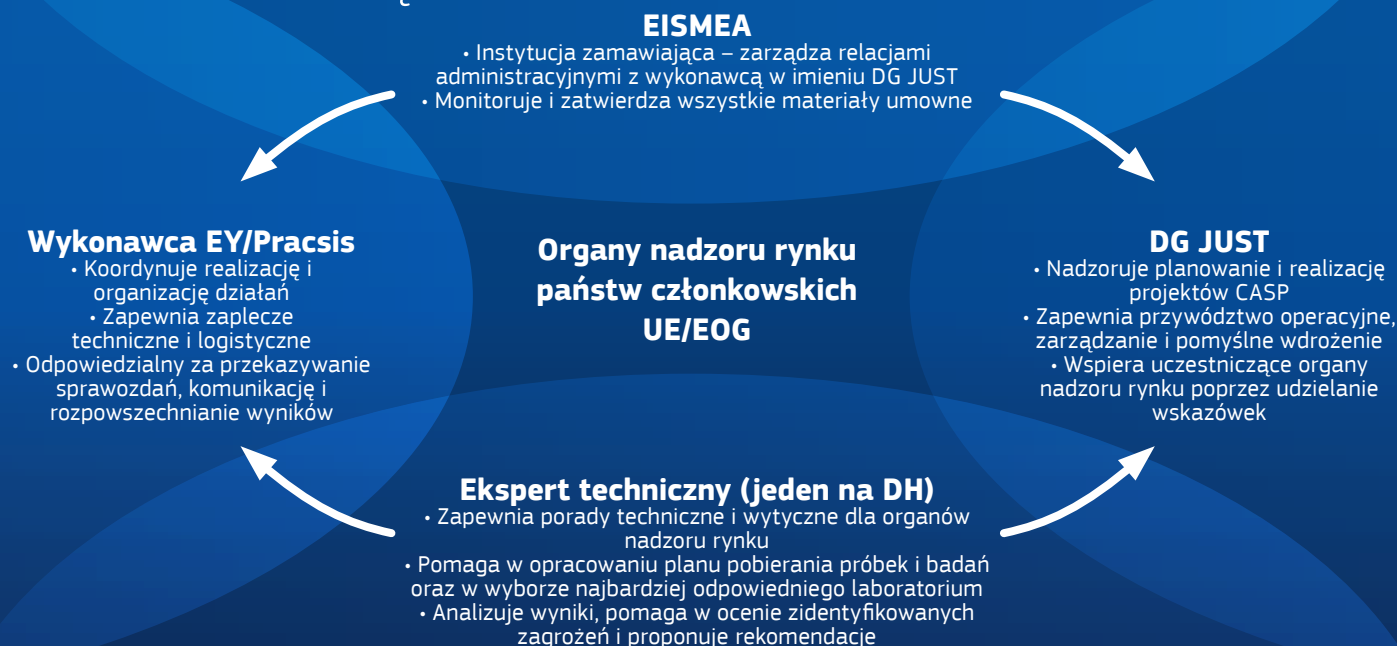 EISMEA
• Instytucja zamawiająca – zarządza relacjami
administracyjnymi z wykonawcą w imieniu DG JUST
• Monitoruje i zatwierdza wszystkie materiały umowne
Wykonawca EY/Pracsis
• Koordynuje realizację i
organizację działań
• Zapewnia zaplecze
techniczne i logistyczne
• Odpowiedzialny za przekazywanie
sprawozdań, komunikację i
rozpowszechnianie wyników
Organy nadzoru rynku
państw członkowskich
UE/EOG
DG JUST
• Nadzoruje planowanie i realizację
projektów CASP
• Zapewnia przywództwo operacyjne,
zarządzanie i pomyślne wdrożenie
• Wspiera uczestniczące organy
nadzoru rynku poprzez udzielanie
wskazówek
Ekspert techniczny (jeden na DH)
• Zapewnia porady techniczne i wytyczne dla organów
nadzoru rynku
• Pomaga w opracowaniu planu pobierania próbek i badań
oraz w wyborze najbardziej odpowiedniego laboratorium
• Analizuje wyniki, pomaga w ocenie zidentyfikowanych
zagrożeń i proponuje rekomendacje